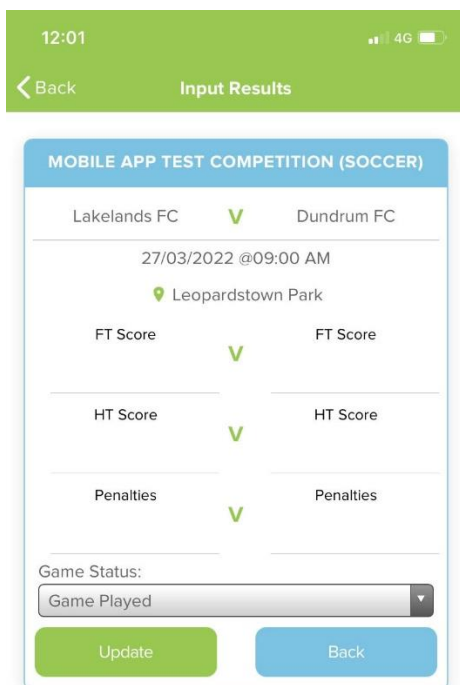 12:01 4G
Back Input Results
MOBILE APP TEST COMPETITION (SOCCER)
Lakelands FC V Dundrum FC
27/03/2022 @09:00 AM
Leopardstown Park
FT Score V FT Score
HT Score V HT Score
Penalties V Penalties
Game Status:
Game Played
Update Back